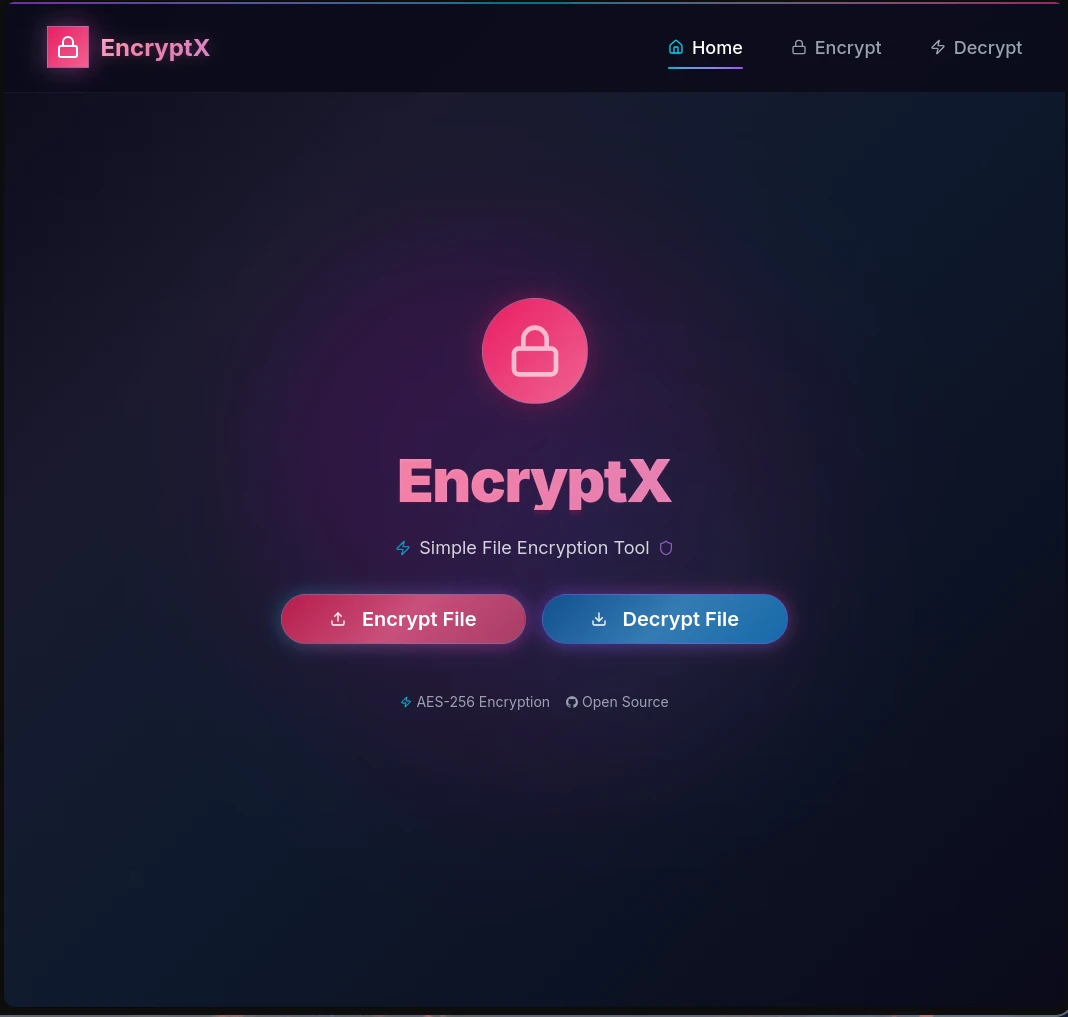 EncryptX
Home
Encrypt
Decrypt
EncryptX
Simple File Encryption Tool
Encrypt File
Decrypt File
AES-256 Encryption
Open Source